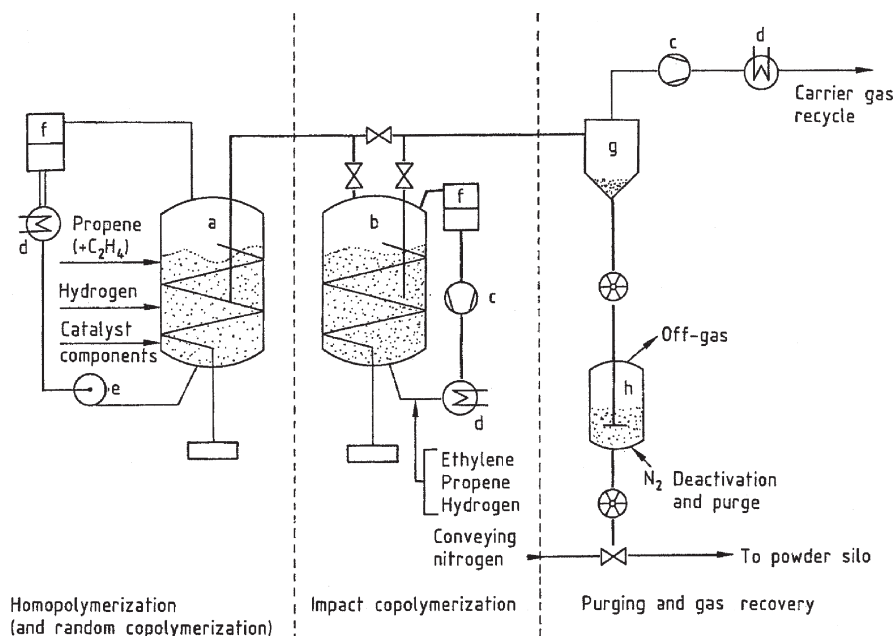 c
d
Carrier gas
recycle
f
g
a
b
f
d
Propene
(+C₂H₄)
Hydrogen
Catalyst
components
c
Off-gas
e
h
d
Ethylene
Propene
Hydrogen
N₂ Deactivation
and purge
Conveying
nitrogen
To powder silo
Homopolymerization
(and random copolymerization)
Impact copolymerization
Purging and gas recovery